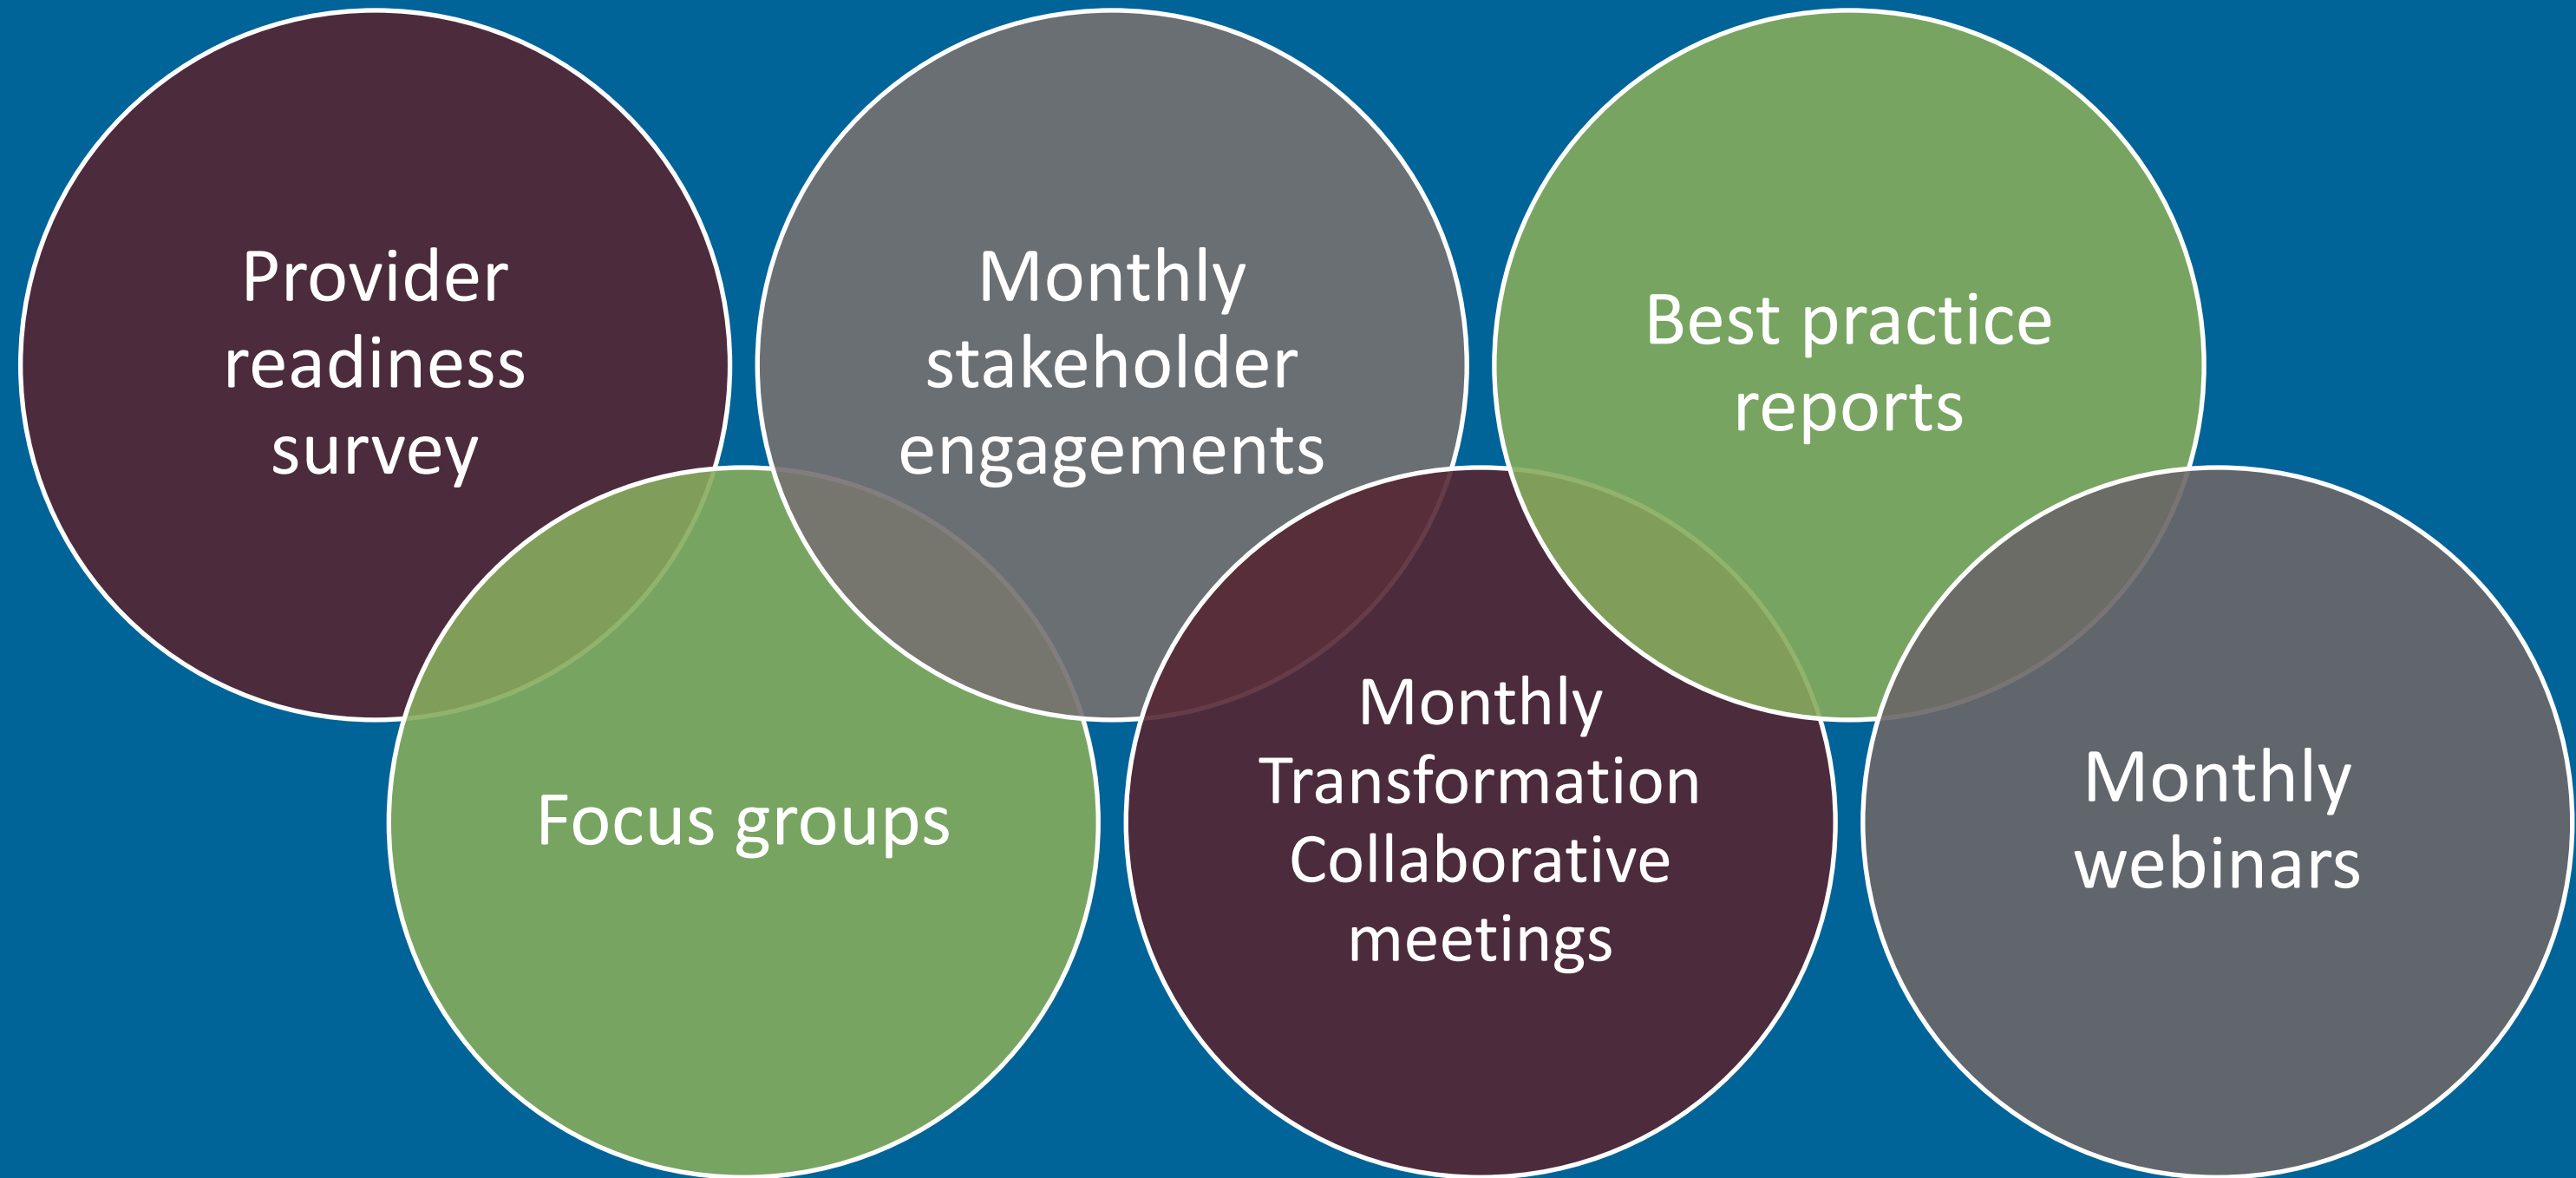 Provider
readiness
survey
Monthly
stakeholder
engagements
Best practice
reports
Focus groups
Monthly
Transformation
Collaborative
meetings
Monthly
webinars